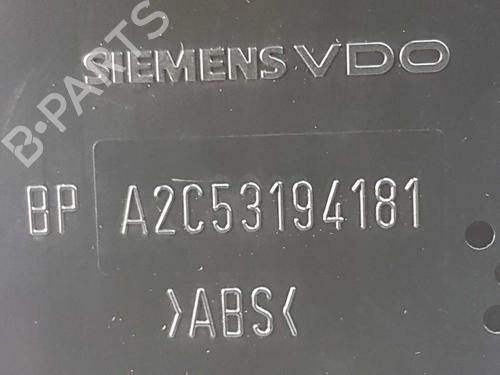 B-PARTS
SIEMENS VDO
BP A2C53194181
>ABS<